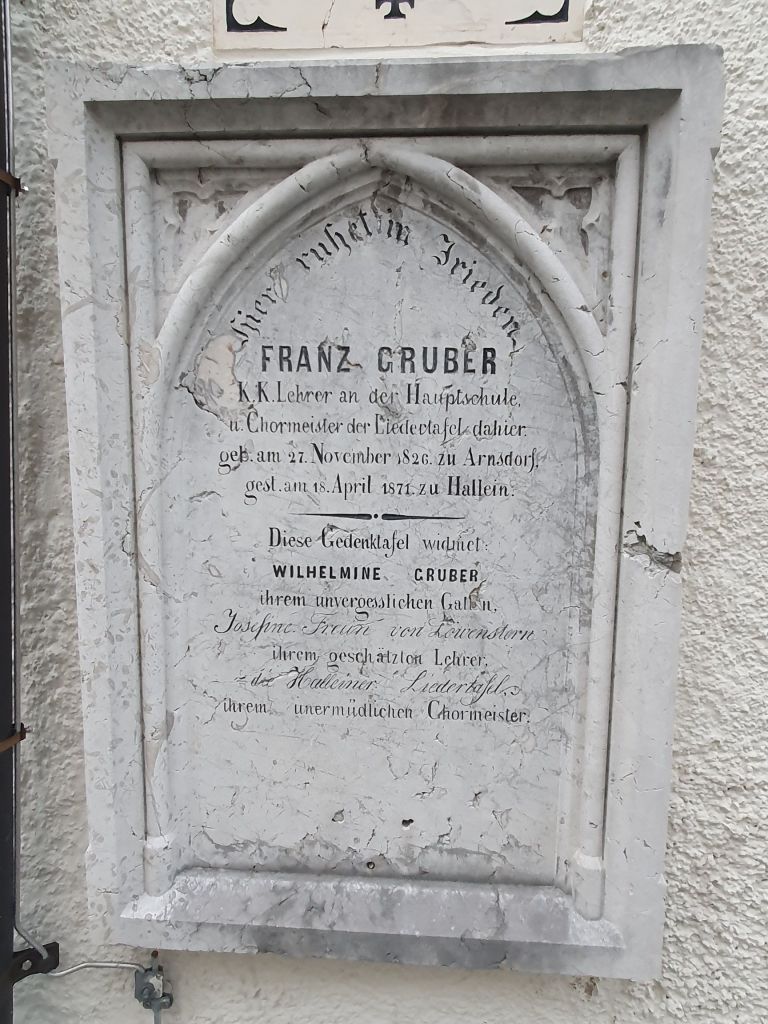 Hier ruhet in Frieden
FRANZ GRUBER
K.K. Lehrer an der Hauptschule,
u. Chormeister der Liedertafel dahier.
geb. am 27. November 1826. zu Arnsdorf,
gest. am 18. April 1871. zu Hallein.
Diese Gedenktafel widmet:
WILHELMINE GRUBER
ihrem unvergesslichen Gatten,
Josefine Freiin von Löwenstern
ihrem geschätzten Lehrer,
die Halleiner Liedertafel,
ihrem unermüdlichen Chormeister.